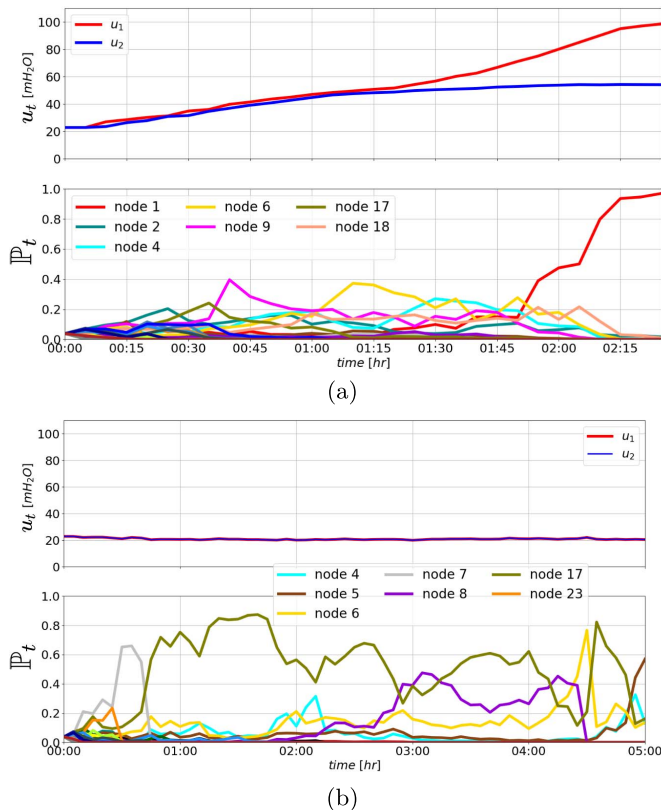 100
80
60
40
20
0
u_t [mH₂O]
u₁
u₂
1.0
0.8
0.6
0.4
0.2
0.0
ℙ_t
node 1 node 6 node 17
node 2 node 9 node 18
node 4
00:00 00:15 00:30 00:45 01:00 01:15 01:30 01:45 02:00 02:15
time [hr]
(a)
100
80
60
40
20
0
u_t [mH₂O]
u₁
u₂
1.0
0.8
0.6
0.4
0.2
0.0
ℙ_t
node 4 node 7 node 17
node 5 node 8 node 23
node 6
00:00 01:00 02:00 03:00 04:00 05:00
time [hr]
(b)